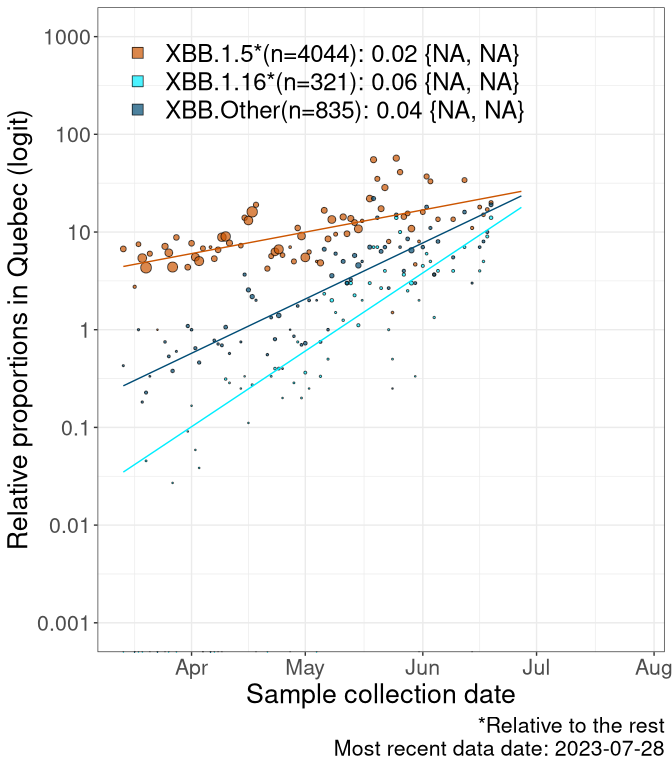 XBB.1.5*(n=4044): 0.02 {NA, NA}
XBB.1.16*(n=321): 0.06 {NA, NA}
XBB.Other(n=835): 0.04 {NA, NA}
Relative proportions in Quebec (logit)
1000
100
10
1
0.1
0.01
0.001
Apr May Jun Jul Aug
Sample collection date
*Relative to the rest
Most recent data date: 2023-07-28